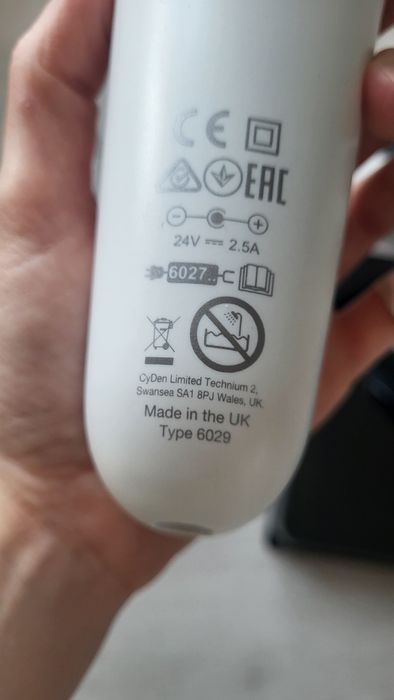 CE
EAC
24V ⎓ 2.5A
6027..
CyDen Limited Technium 2,
Swansea SA1 8PJ Wales, UK.
Made in the UK
Type 6029